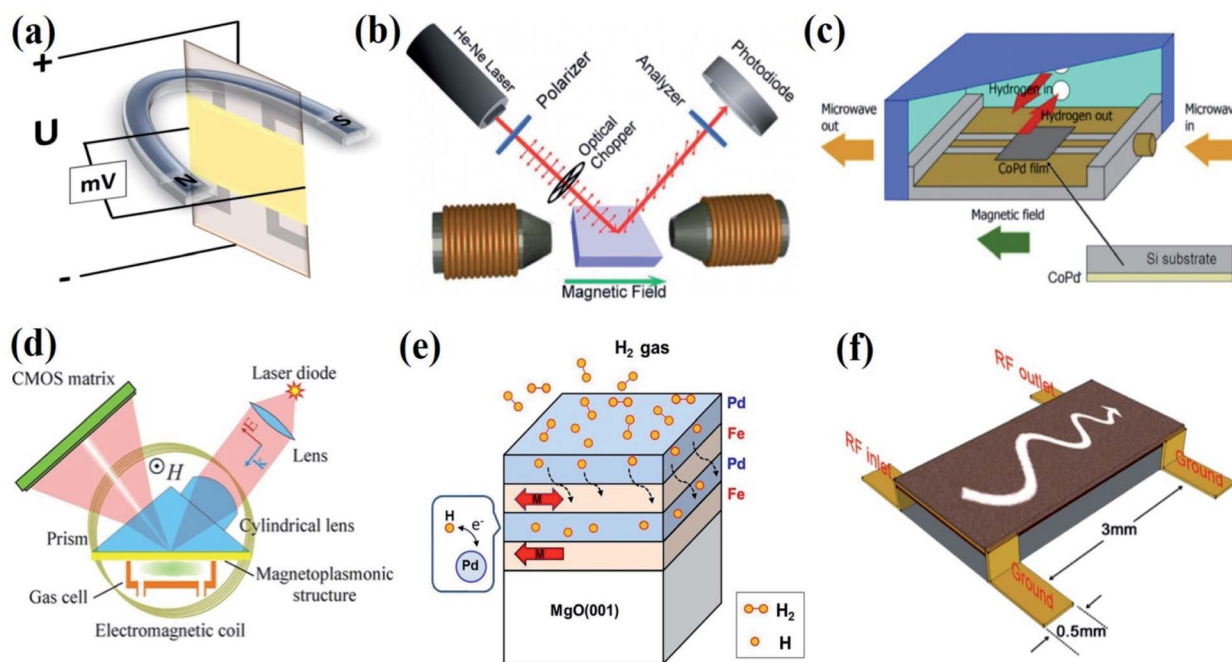 (a)
+
U
mV
-
N
S
(b)
He-Ne Laser
Polarizer
Optical
Chopper
Analyzer
Photodiode
Magnetic Field
(c)
Microwave
out
Hydrogen in
Hydrogen out
CoPd film
Microwave
in
Magnetic field
Si substrate
CoPd
(d)
CMOS matrix
Laser diode
E
k
H
Lens
Prism
Cylindrical lens
Gas cell
Magnetoplasmonic
structure
Electromagnetic coil
(e)
H₂ gas
Pd
Fe
Pd
Fe
M
H
e⁻
Pd
M
MgO(001)
H₂
H
(f)
RF outlet
RF inlet
Ground
3mm
Ground
0.5mm